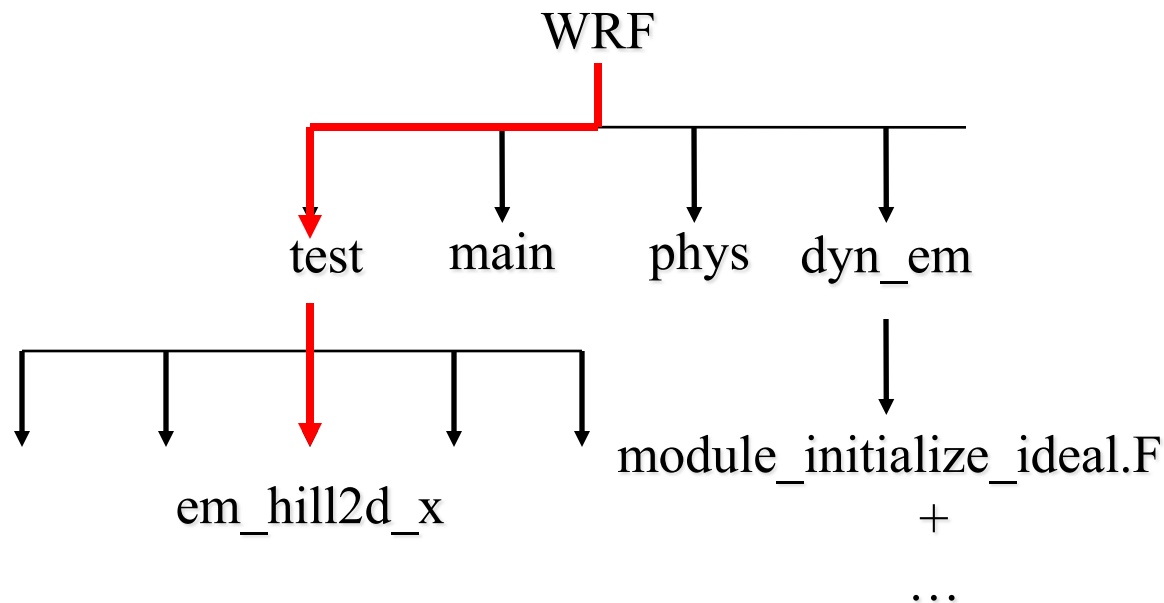 WRF
test main phys dyn_em
module_initialize_ideal.F
em_hill2d_x
+
…